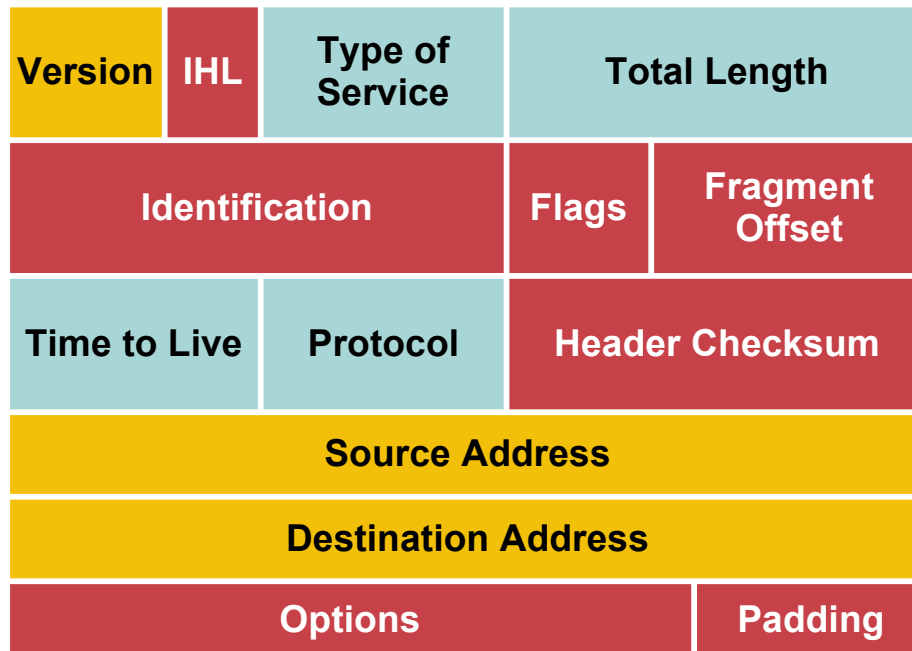 Version
IHL
Type of
Service
Total Length
Identification
Flags
Fragment
Offset
Time to Live
Protocol
Header Checksum
Source Address
Destination Address
Options
Padding